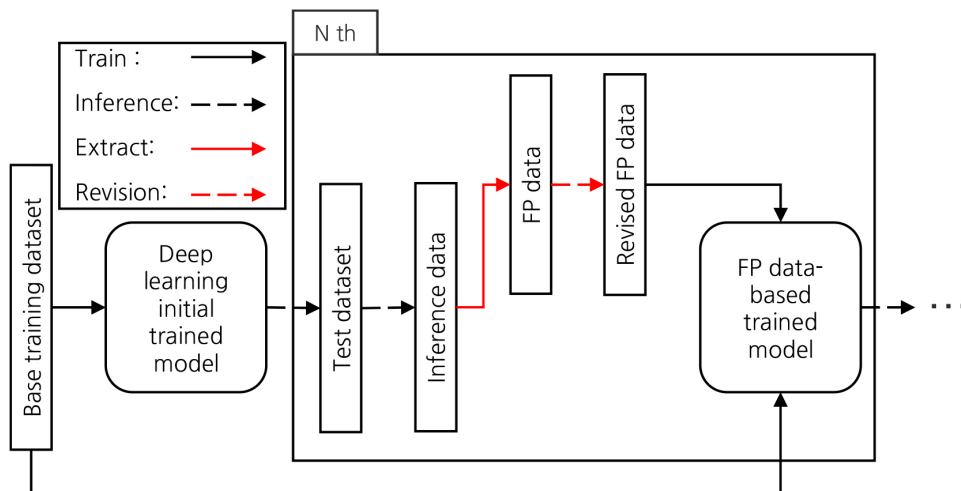 N th
Train :
Inference:
Extract:
Revision:
Base training dataset
Deep
learning
initial
trained
model
Test dataset
Inference data
FP data
Revised FP data
FP data-
based
trained
model
...